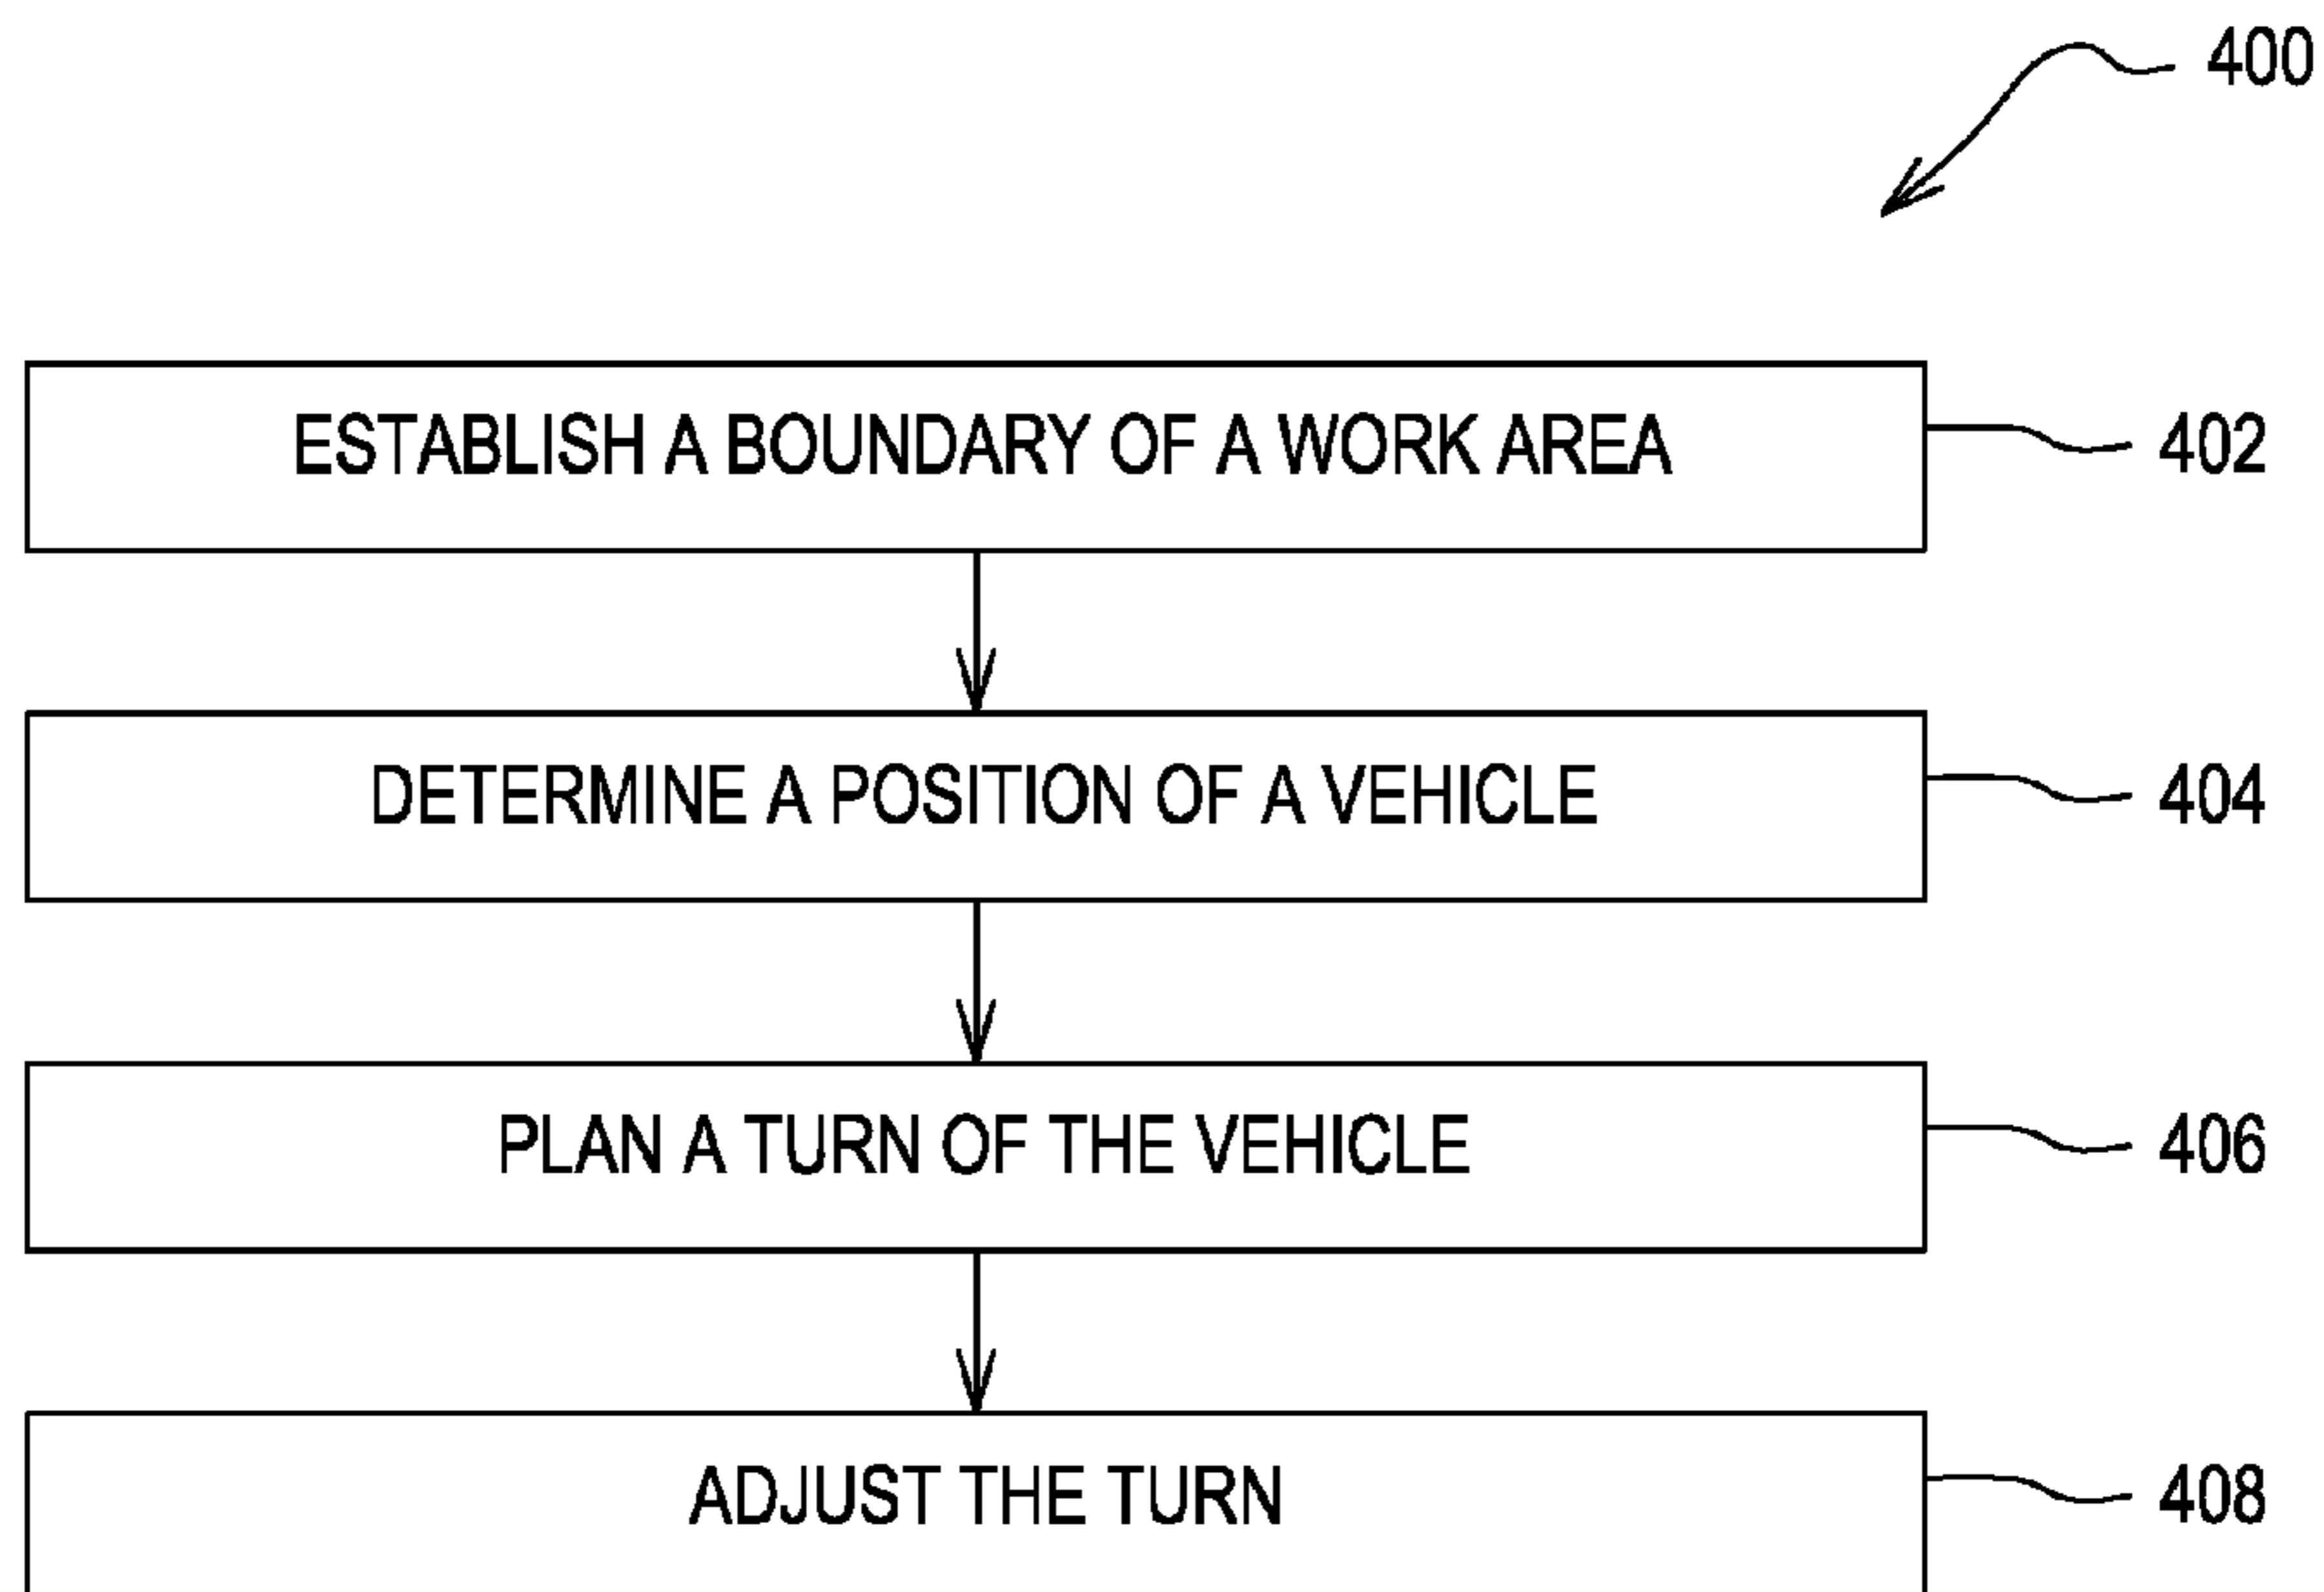 400
ESTABLISH A BOUNDARY OF A WORK AREA
402
DETERMINE A POSITION OF A VEHICLE
404
PLAN A TURN OF THE VEHICLE
406
ADJUST THE TURN
408